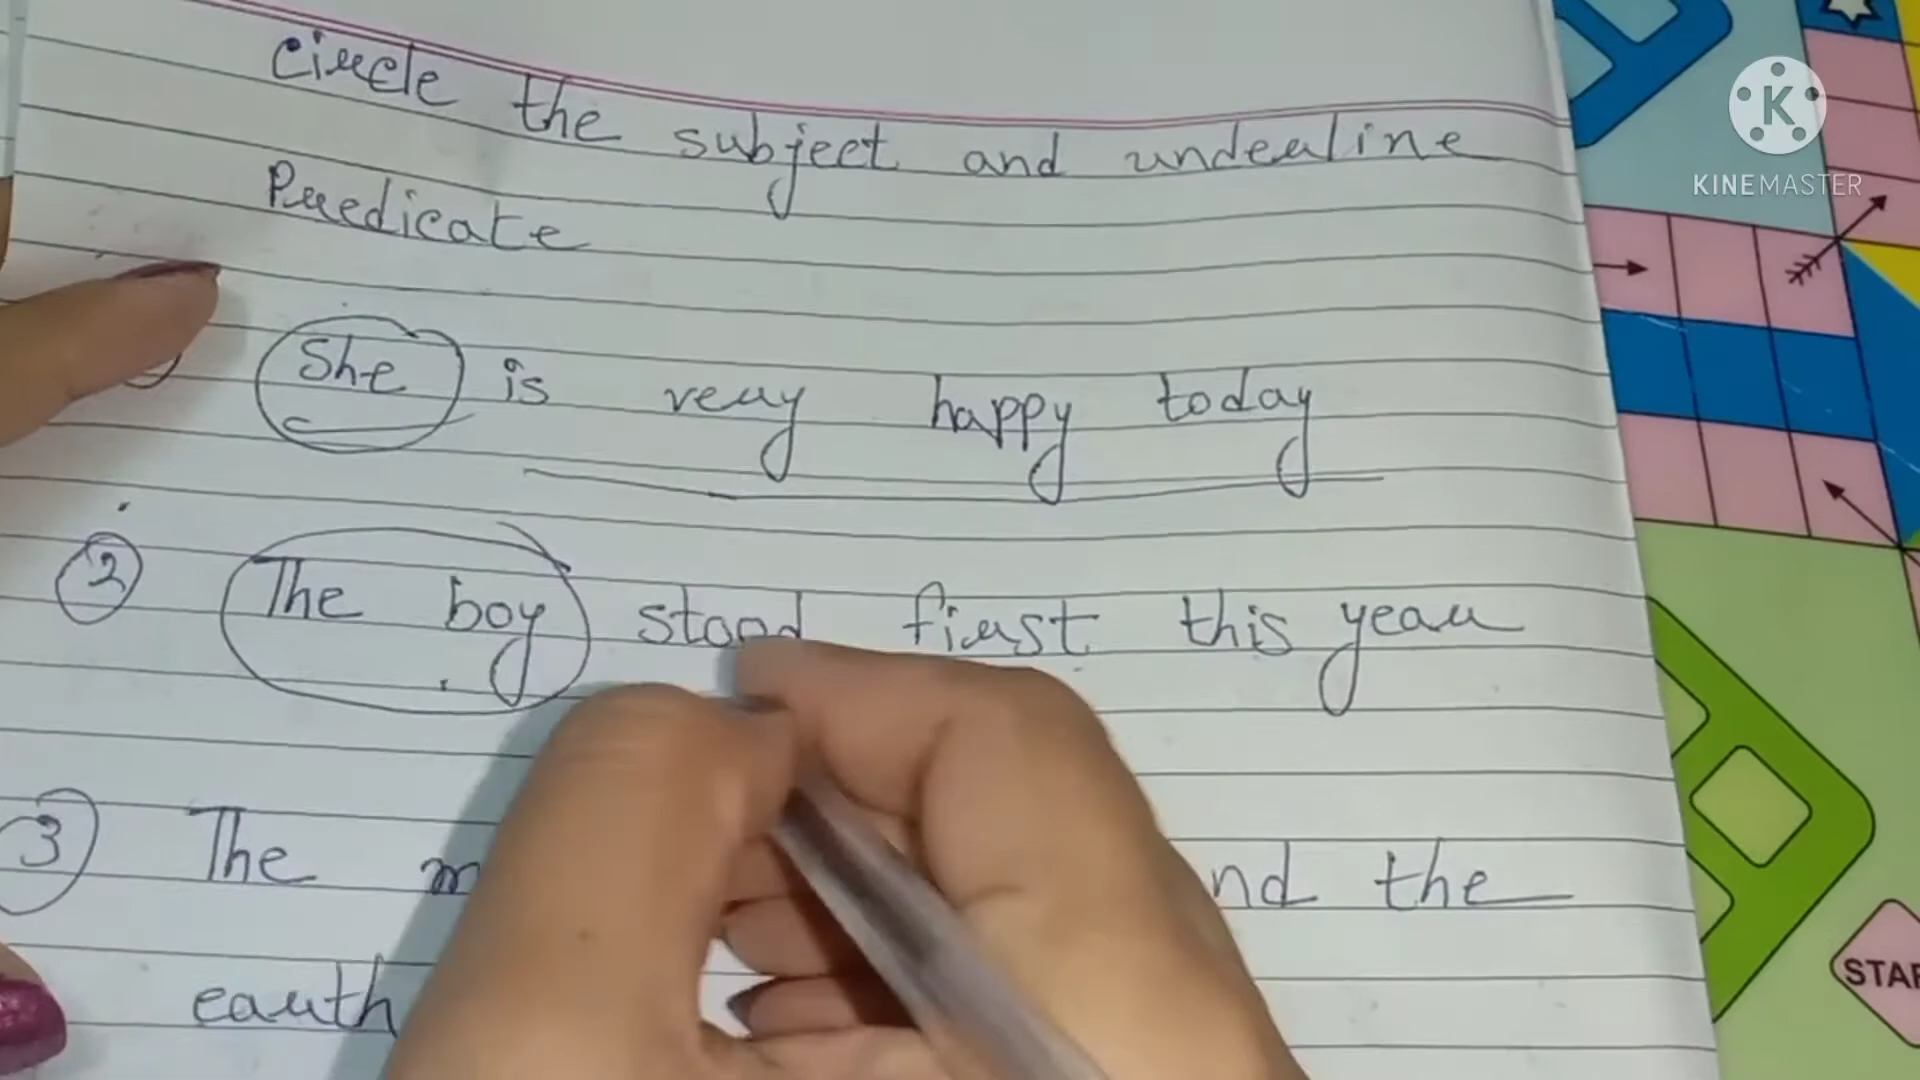 Circle the subject and underline
Predicate
She is very happy today
2 The boy stood first this year
3 The nd the
earth
K
KINEMASTER
STAR